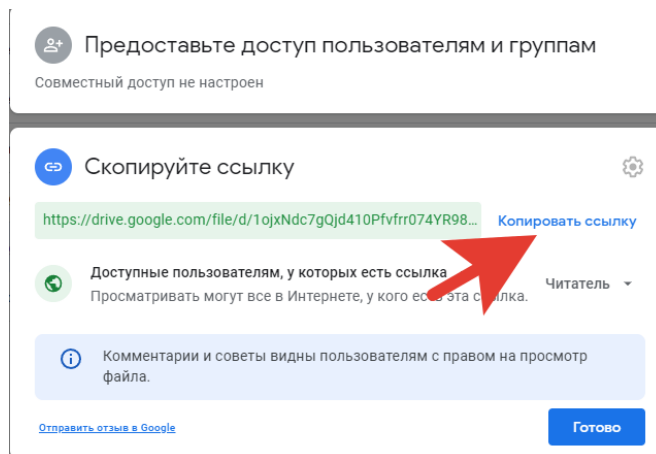 Предоставьте доступ пользователям и группам
Совместный доступ не настроен
Скопируйте ссылку
https://drive.google.com/file/d/1ojxNdc7gQjd410Pfvfrr074YR98... Копировать ссылку
Доступные пользователям, у которых есть ссылка
Просматривать могут все в Интернете, у кого есть эта ссылка. Читатель
Комментарии и советы видны пользователям с правом на просмотр
файла.
Отправить отзыв в Google Готово